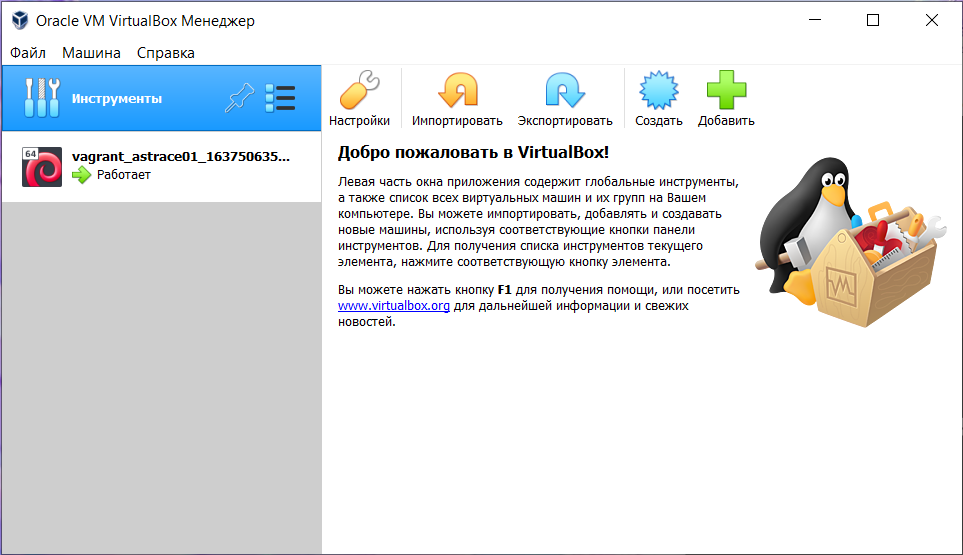 Oracle VM VirtualBox Менеджер
Файл Машина Справка
Инструменты
64
vagrant_astrace01_163750635...
Работает
Настройки Импортировать Экспортировать Создать Добавить
Добро пожаловать в VirtualBox!
Левая часть окна приложения содержит глобальные инструменты,
а также список всех виртуальных машин и их групп на Вашем
компьютере. Вы можете импортировать, добавлять и создавать
новые машины, используя соответствующие кнопки панели
инструментов. Для получения списка инструментов текущего
элемента, нажмите соответствующую кнопку элемента.
Вы можете нажать кнопку F1 для получения помощи, или посетить
www.virtualbox.org для дальнейшей информации и свежих
новостей.